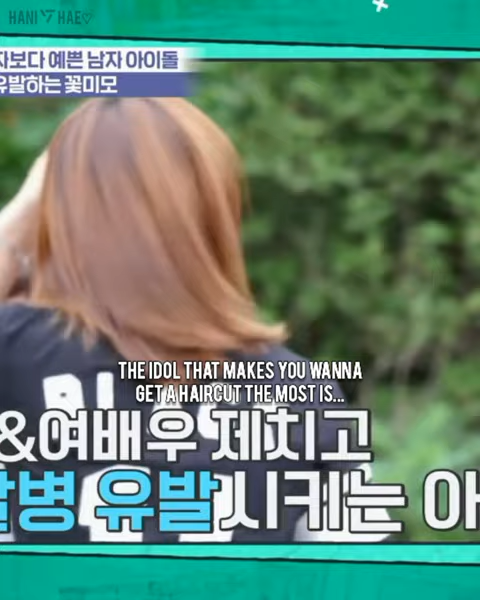 HANI Y HAE♡
자보다 예쁜 남자 아이돌
유발하는 꽃미모
THE IDOL THAT MAKES YOU WANNA
GET A HAIRCUT THE MOST IS...
&여배우 제치고
발병 유발시키는 아